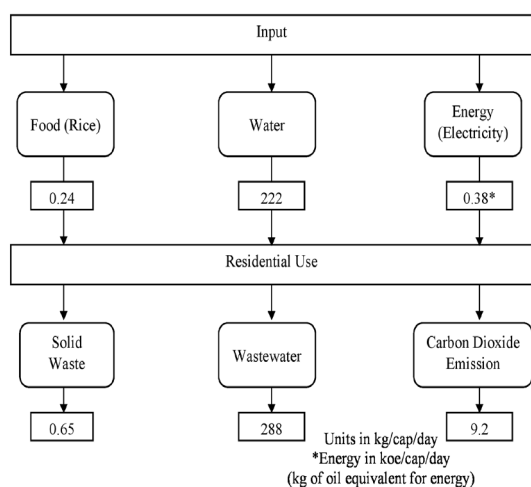 Input
Food (Rice)
Water
Energy
(Electricity)
0.24
222
0.38*
Residential Use
Solid
Waste
Wastewater
Carbon Dioxide
Emission
0.65
288
9.2
Units in kg/cap/day
*Energy in koe/cap/day
(kg of oil equivalent for energy)